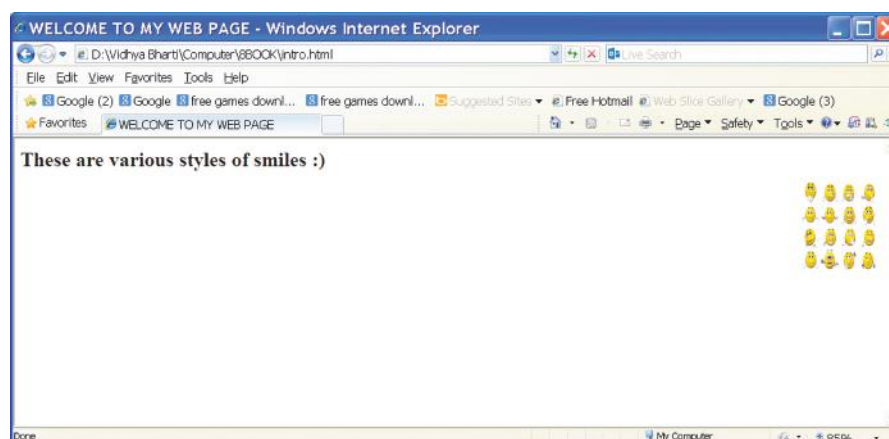 WELCOME TO MY WEB PAGE - Windows Internet Explorer
D:\Vidhya Bharti\Computer\8BOOK\intro.html Live Search
File Edit View Favorites Tools Help
Google (2) Google free games downl... free games downl... Suggested Sites Free Hotmail Web Slice Gallery Google (3)
Favorites WELCOME TO MY WEB PAGE Page Safety Tools
These are various styles of smiles :)
Done My Computer 85%